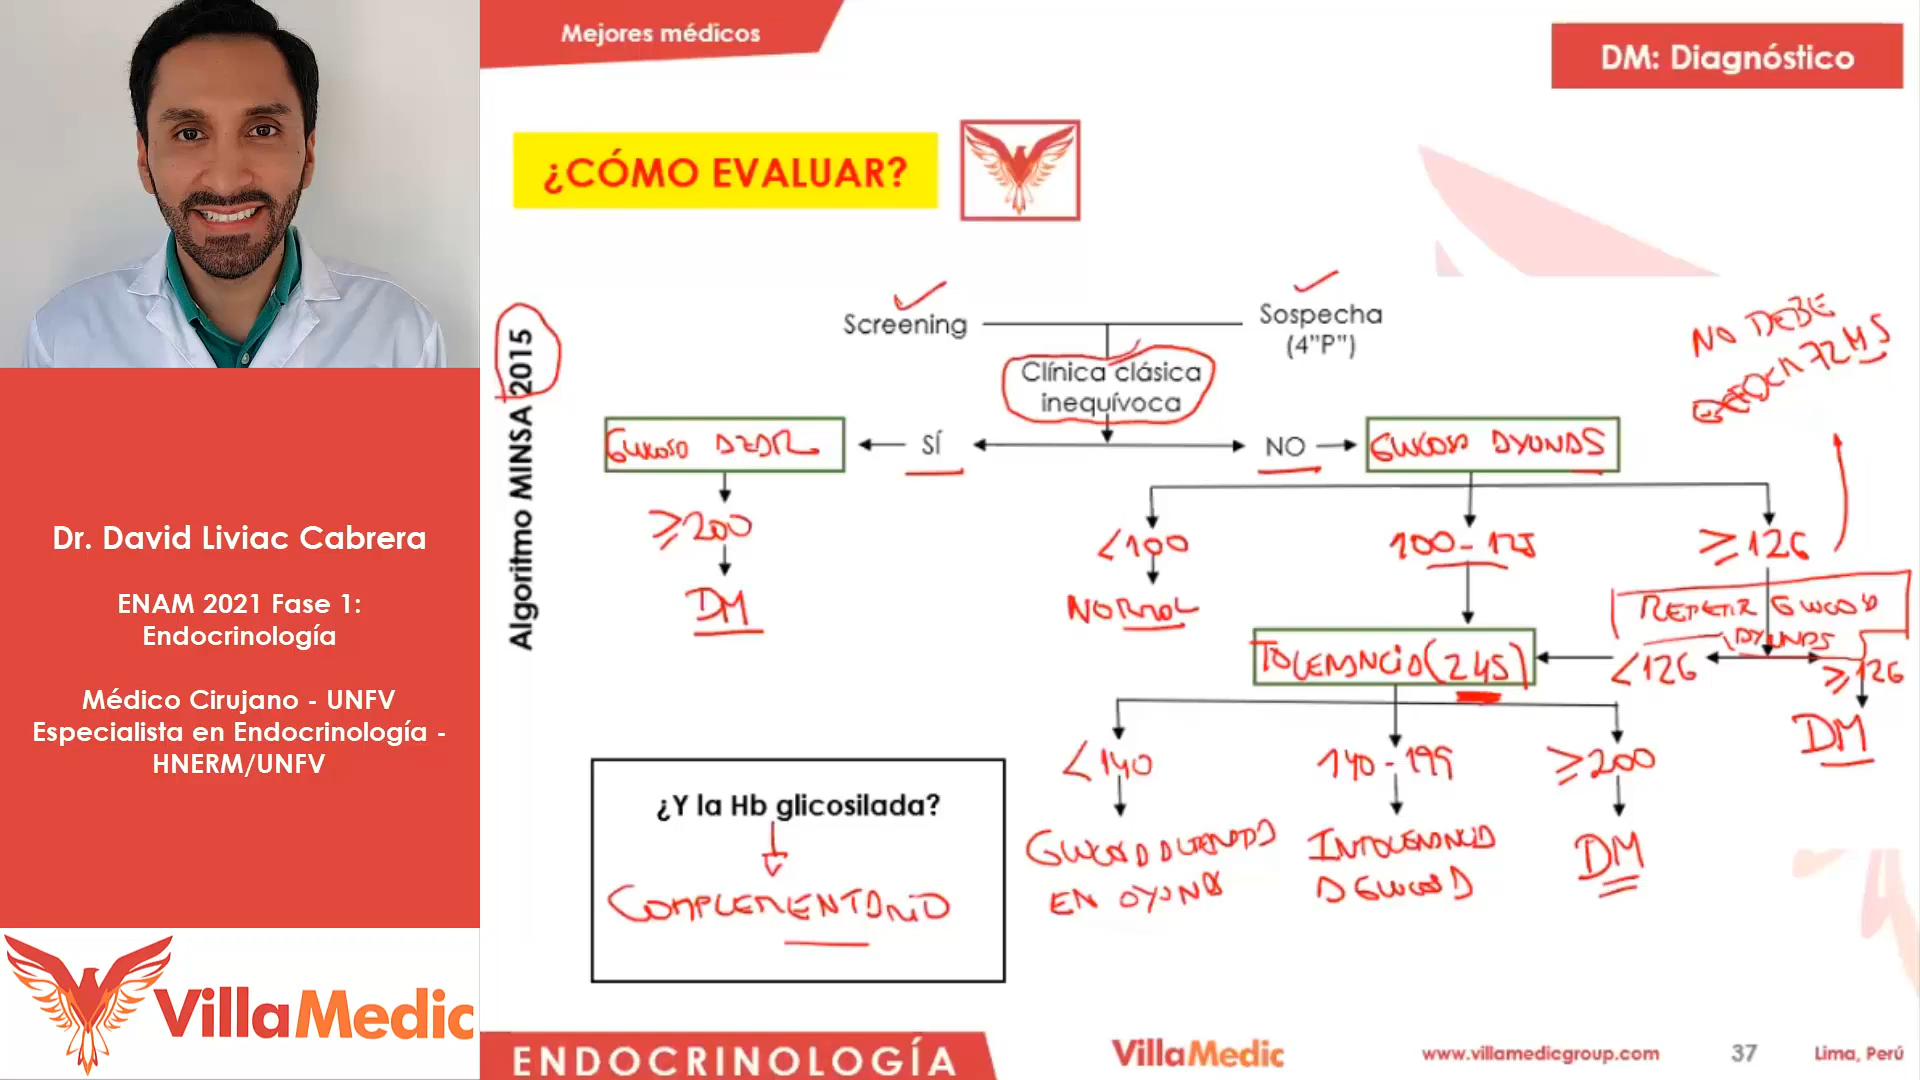 Mejores médicos
DM: Diagnóstico
¿CÓMO EVALUAR?
Algoritmo MINSA 2015
Screening
Sospecha
(4"P")
NO DEBE
72 HS
Clínica clásica
inequívoca
GLUCOSA AZAR
SÍ
NO
GLUCOSA AYUNAS
≥200
DM
<100
NORMAL
100 - 125
≥126
REPETIR GLUCOSA
AYUNAS
TOLERANCIA (
)
<126
≥126
DM
<140
140 - 199
≥200
GLUCOSA ALTERADA
EN AYUNAS
INTOLERANCIA
A GLUCOSA
DM
¿Y la Hb glicosilada?
COMPLEMENTARIO
Dr. David Liviac Cabrera
ENAM 2021 Fase 1:
Endocrinología
Médico Cirujano - UNFV
Especialista en Endocrinología -
HNERM/UNFV
VillaMedic
ENDOCRINOLOGÍA
VillaMedic
www.villamedicgroup.com
37
Lima, Perú